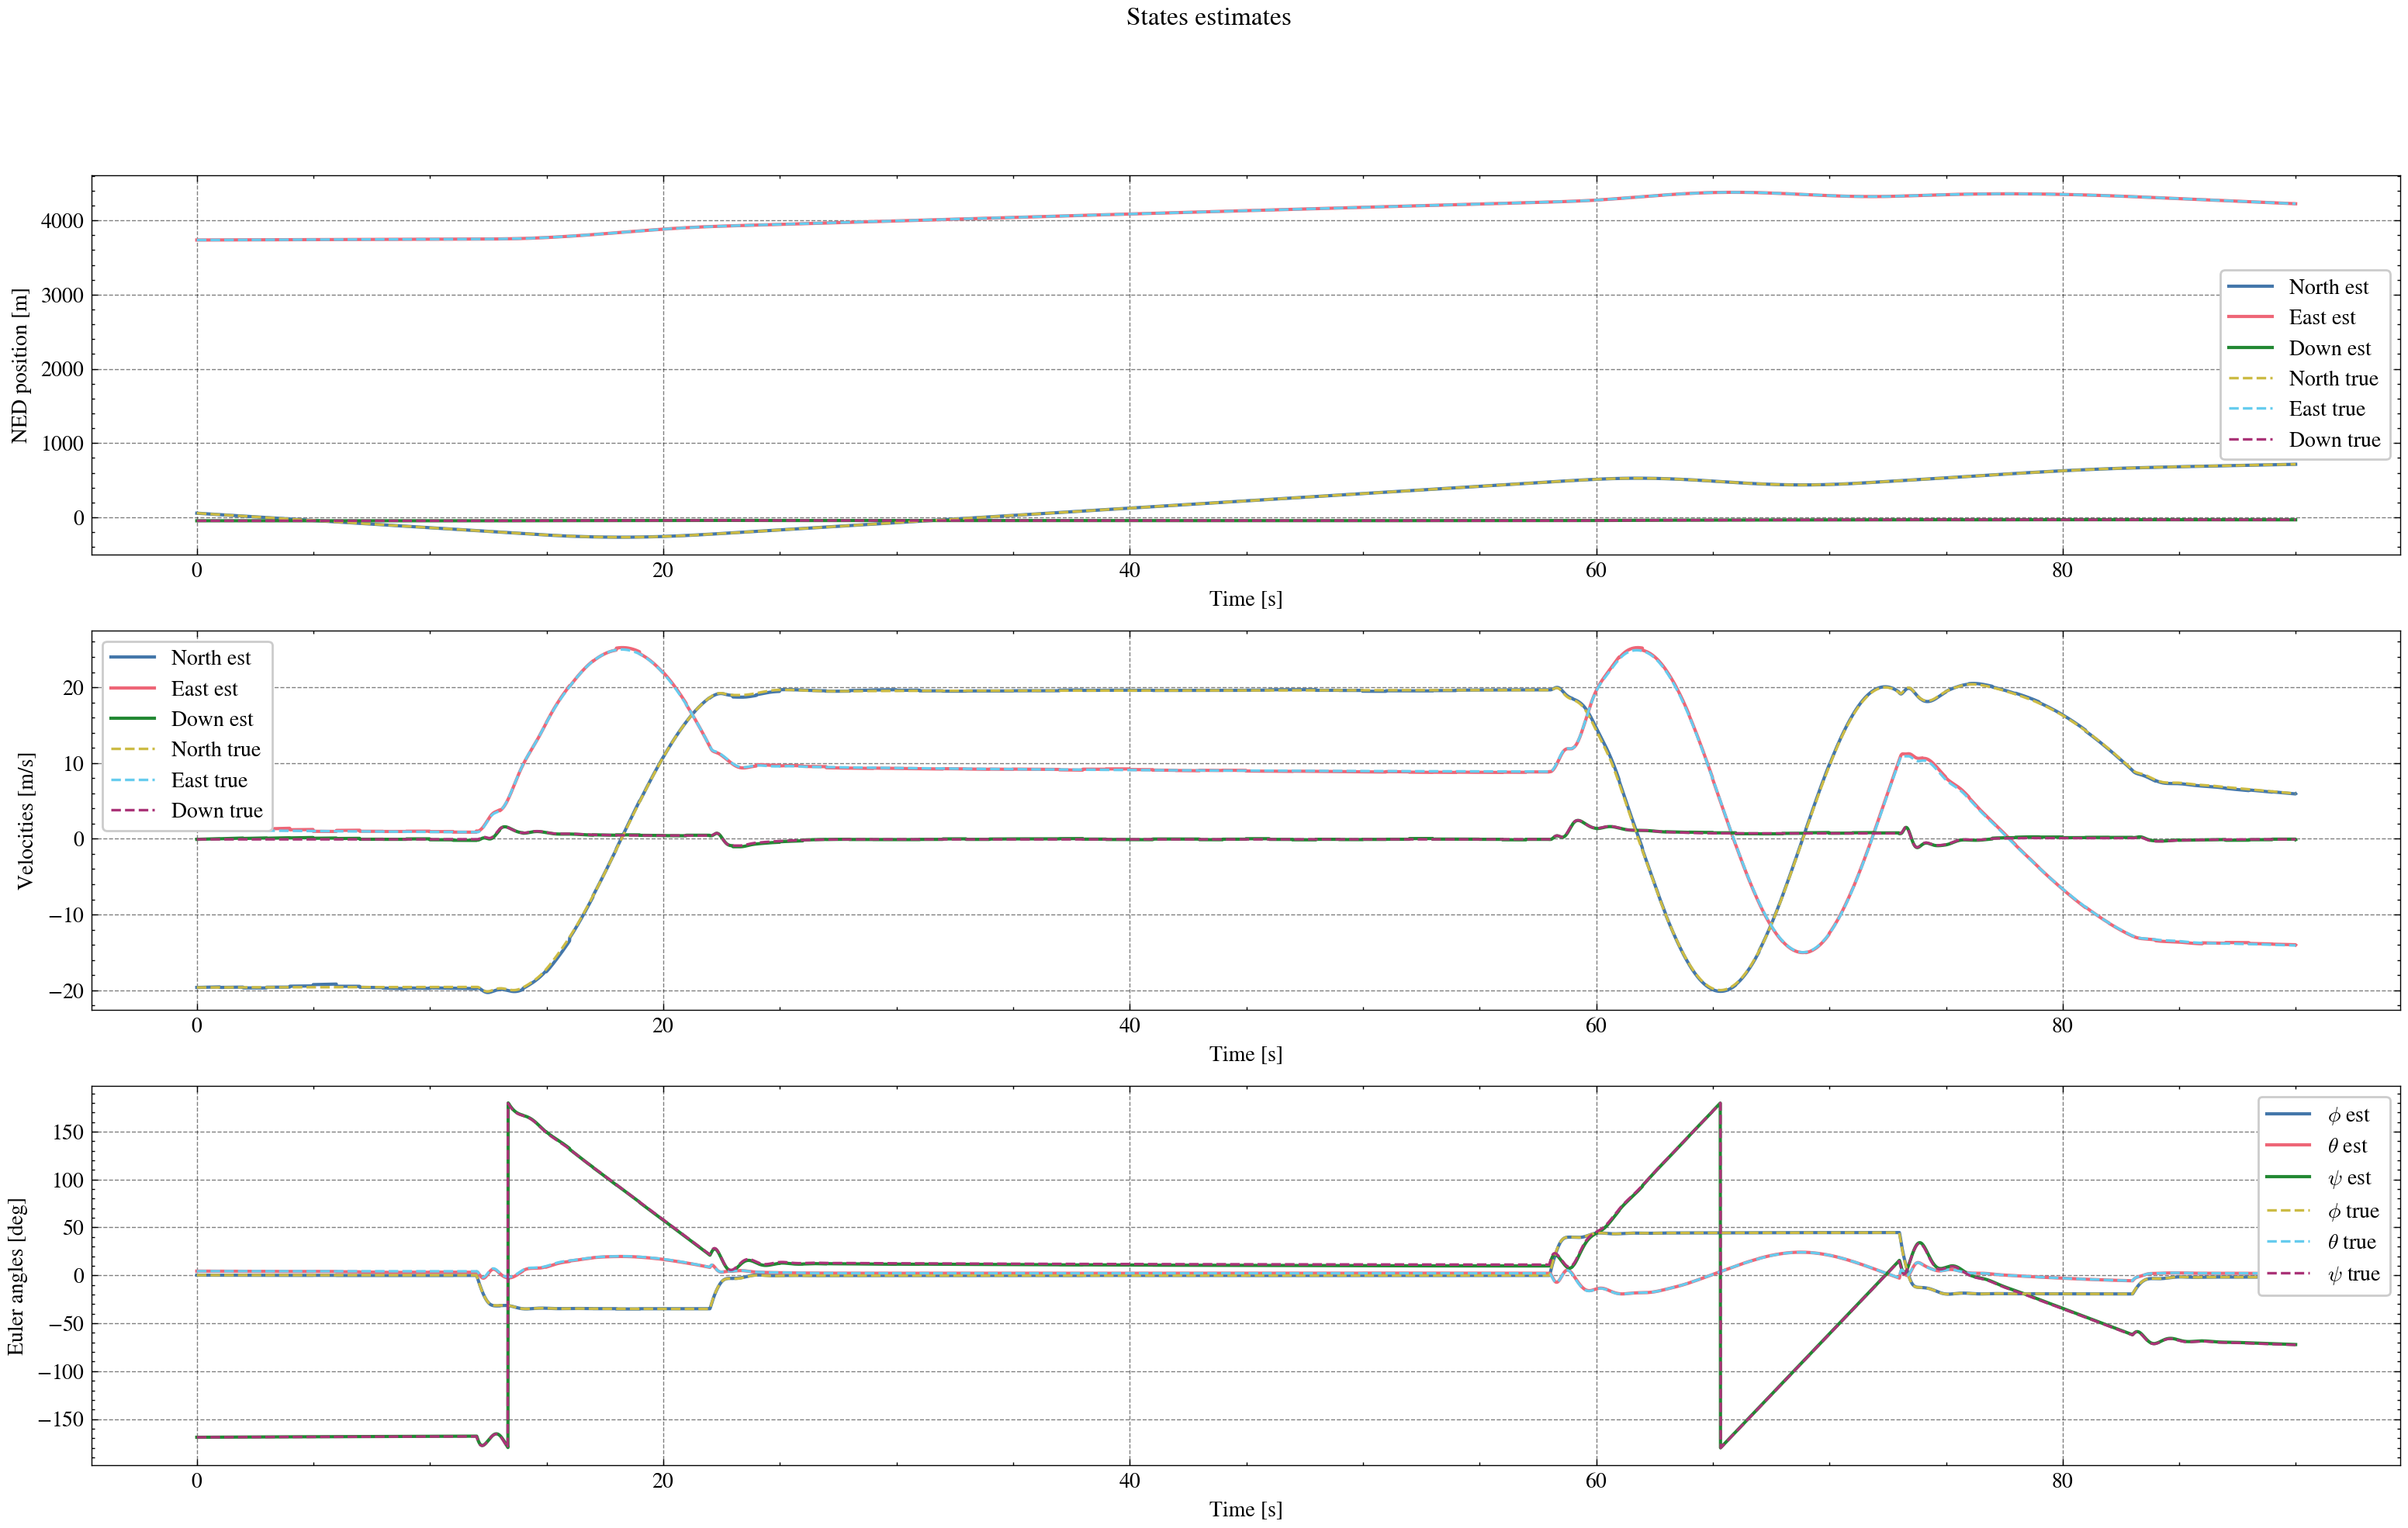 States estimates
NED position [m]
4000
3000
2000
1000
0
North est
East est
Down est
North true
East true
Down true
0 20 40 60 80
Time [s]
Velocities [m/s]
20
10
0
−10
−20
North est
East est
Down est
North true
East true
Down true
0 20 40 60 80
Time [s]
Euler angles [deg]
150
100
50
0
−50
−100
−150
ϕ est
θ est
ψ est
ϕ true
θ true
ψ true
0 20 40 60 80
Time [s]